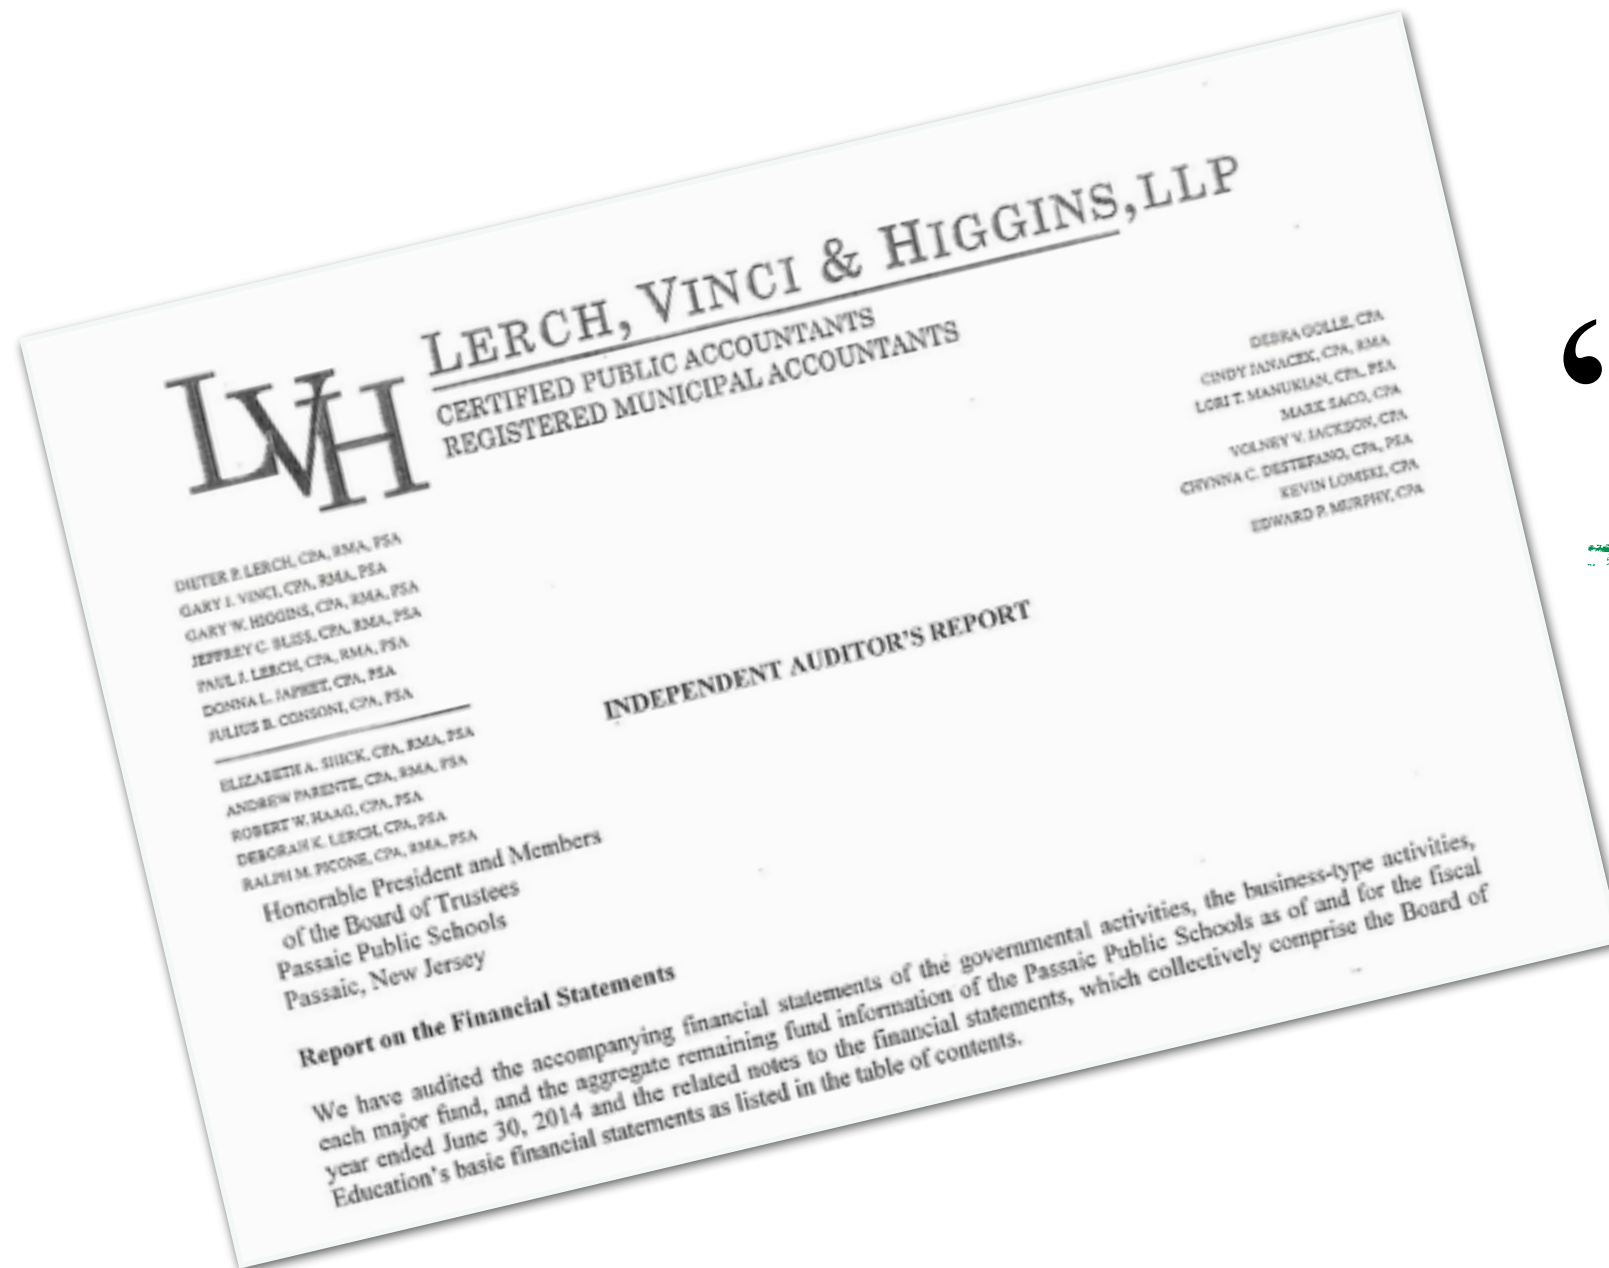 LVH
LERCH, VINCI & HIGGINS, LLP
CERTIFIED PUBLIC ACCOUNTANTS
REGISTERED MUNICIPAL ACCOUNTANTS
DIETER P. LERCH, CPA, RMA, PSA
GARY J. VINCI, CPA, RMA, PSA
GARY W. HIGGINS, CPA, RMA, PSA
JEFFREY C. BLISS, CPA, RMA, PSA
PAUL J. LERCH, CPA, RMA, PSA
DONNA L. JAPHET, CPA, PSA
JULIUS B. CONSONI, CPA, PSA
ELIZABETH A. SHICK, CPA, RMA, PSA
ANDREW PARENTE, CPA, RMA, PSA
ROBERT W. HAAG, CPA, PSA
DEBORAH K. LERCH, CPA, PSA
RALPH M. PICONE, CPA, RMA, PSA
DEBRA GOLLE, CPA
CINDY JANACEK, CPA, RMA
LORI T. MANUKIAN, CPA, PSA
MARK SACO, CPA
VOLNEY V. JACKSON, CPA
CHYNNA C. DESTEFANO, CPA, PSA
KEVIN LOMSKI, CPA
EDWARD P. MURPHY, CPA
INDEPENDENT AUDITOR'S REPORT
Honorable President and Members
of the Board of Trustees
Passaic Public Schools
Passaic, New Jersey
Report on the Financial Statements
We have audited the accompanying financial statements of the governmental activities, the business-type activities,
each major fund, and the aggregate remaining fund information of the Passaic Public Schools as of and for the fiscal
year ended June 30, 2014 and the related notes to the financial statements, which collectively comprise the Board of
Education's basic financial statements as listed in the table of contents.
‘